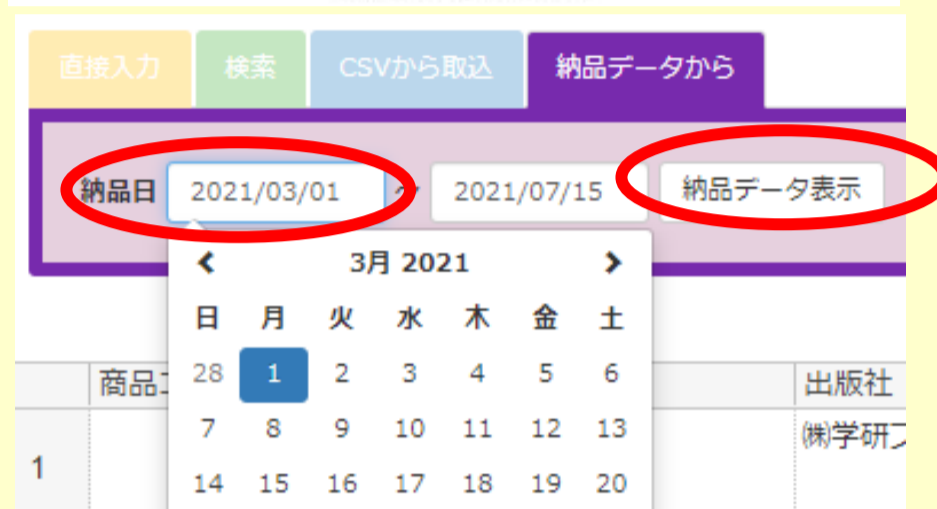 直接入力 検索 CSVから取込 納品データから
納品日 2021/03/01 ～ 2021/07/15 納品データ表示
3月 2021
日 月 火 水 木 金 土
28 1 2 3 4 5 6
商品 出版社
7 8 9 10 11 12 13
㈱学研
1
14 15 16 17 18 19 20